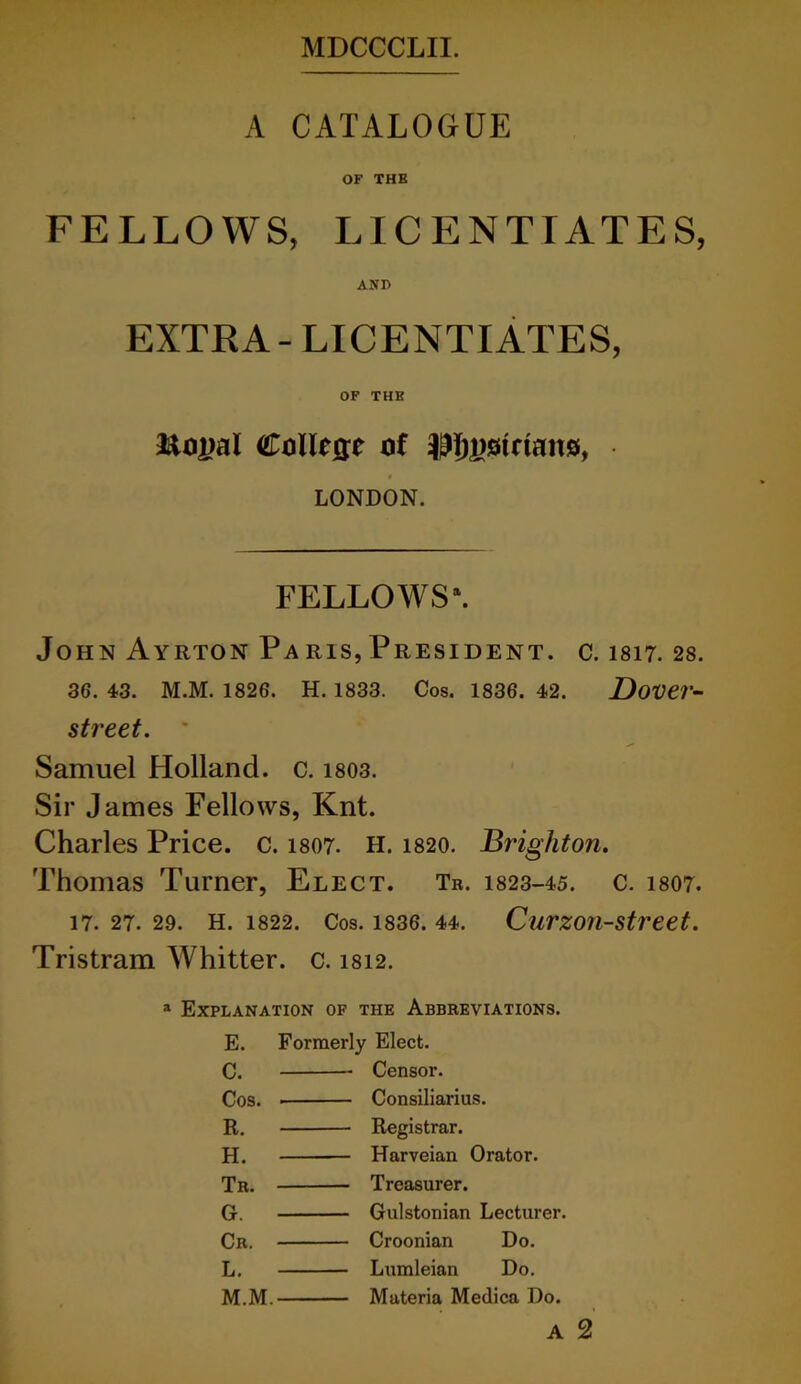 MDCCCLII.
A CATALOGUE
OF THE
FELLOWS, LICENTIATES,
AND
EXTRA-LICENTIATES,
OF THE
Royal College of Physicians,
LONDON.
FELLOWSa.
John Ayrton Paris, President. C. 1817. 28.
36. 43. M.M. 1826. H. 1833. Cos. 1836. 42. Dover-
street.
Samuel Holland. C. 1803.
Sir James Fellows, Knt.
Charles Price. C. 1807. H. 1820. Brighton.
Thomas Turner, Elect. Tr. 1823-45. C. 1807.
17. 27. 29. H. 1822. Cos. 1836. 44. Curzon-street.
Tristram Whitter. C. 1812.
a Explanation of the Abbreviations.
E. Formerly Elect.
C. ——— Censor.
Cos. ——— Consiliarius.
R. ——— Registrar.
H. ——— Harveian Orator.
Tr. ——— Treasurer.
G. ——— Gulstonian Lecturer.
Cr. ——— Croonian Do.
L. ——— Lumleian Do.
M.M. ——— Materia Medica Do.
A 2